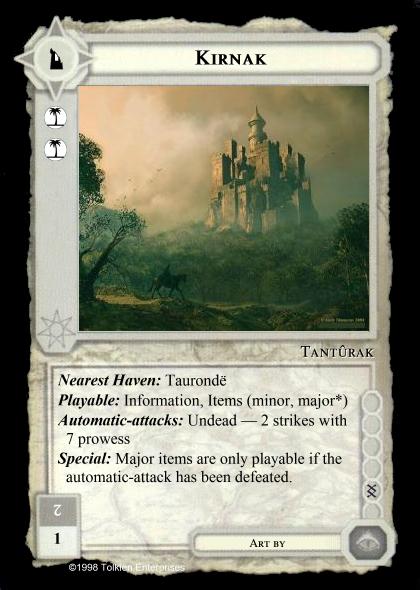 KIRNAK
TANTÛRAK
Nearest Haven: Taurondë
Playable: Information, Items (minor, major*)
Automatic-attacks: Undead — 2 strikes with
7 prowess
Special: Major items are only playable if the
automatic-attack has been defeated.
2
1
ART BY
©1998 Tolkien Enterprises